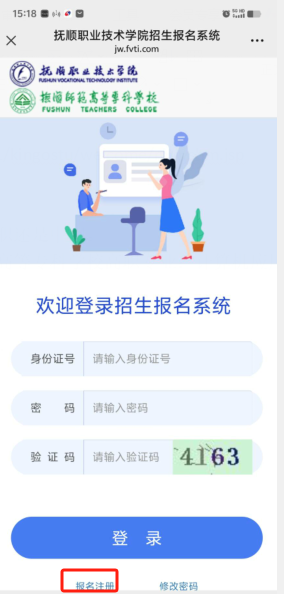 15:18
抚顺职业技术学院招生报名系统
jw.fvti.com
抚顺职业技术学院
FUSHUN VOCATIONAL TECHNOLOGY INSTITUTE
抚顺师范高等专科学校
FUSHUN TEACHERS COLLEGE
欢迎登录招生报名系统
身份证号 请输入身份证号
密 码 请输入密码
验 证 码 请输入验证码 4163
登 录
报名注册 修改密码